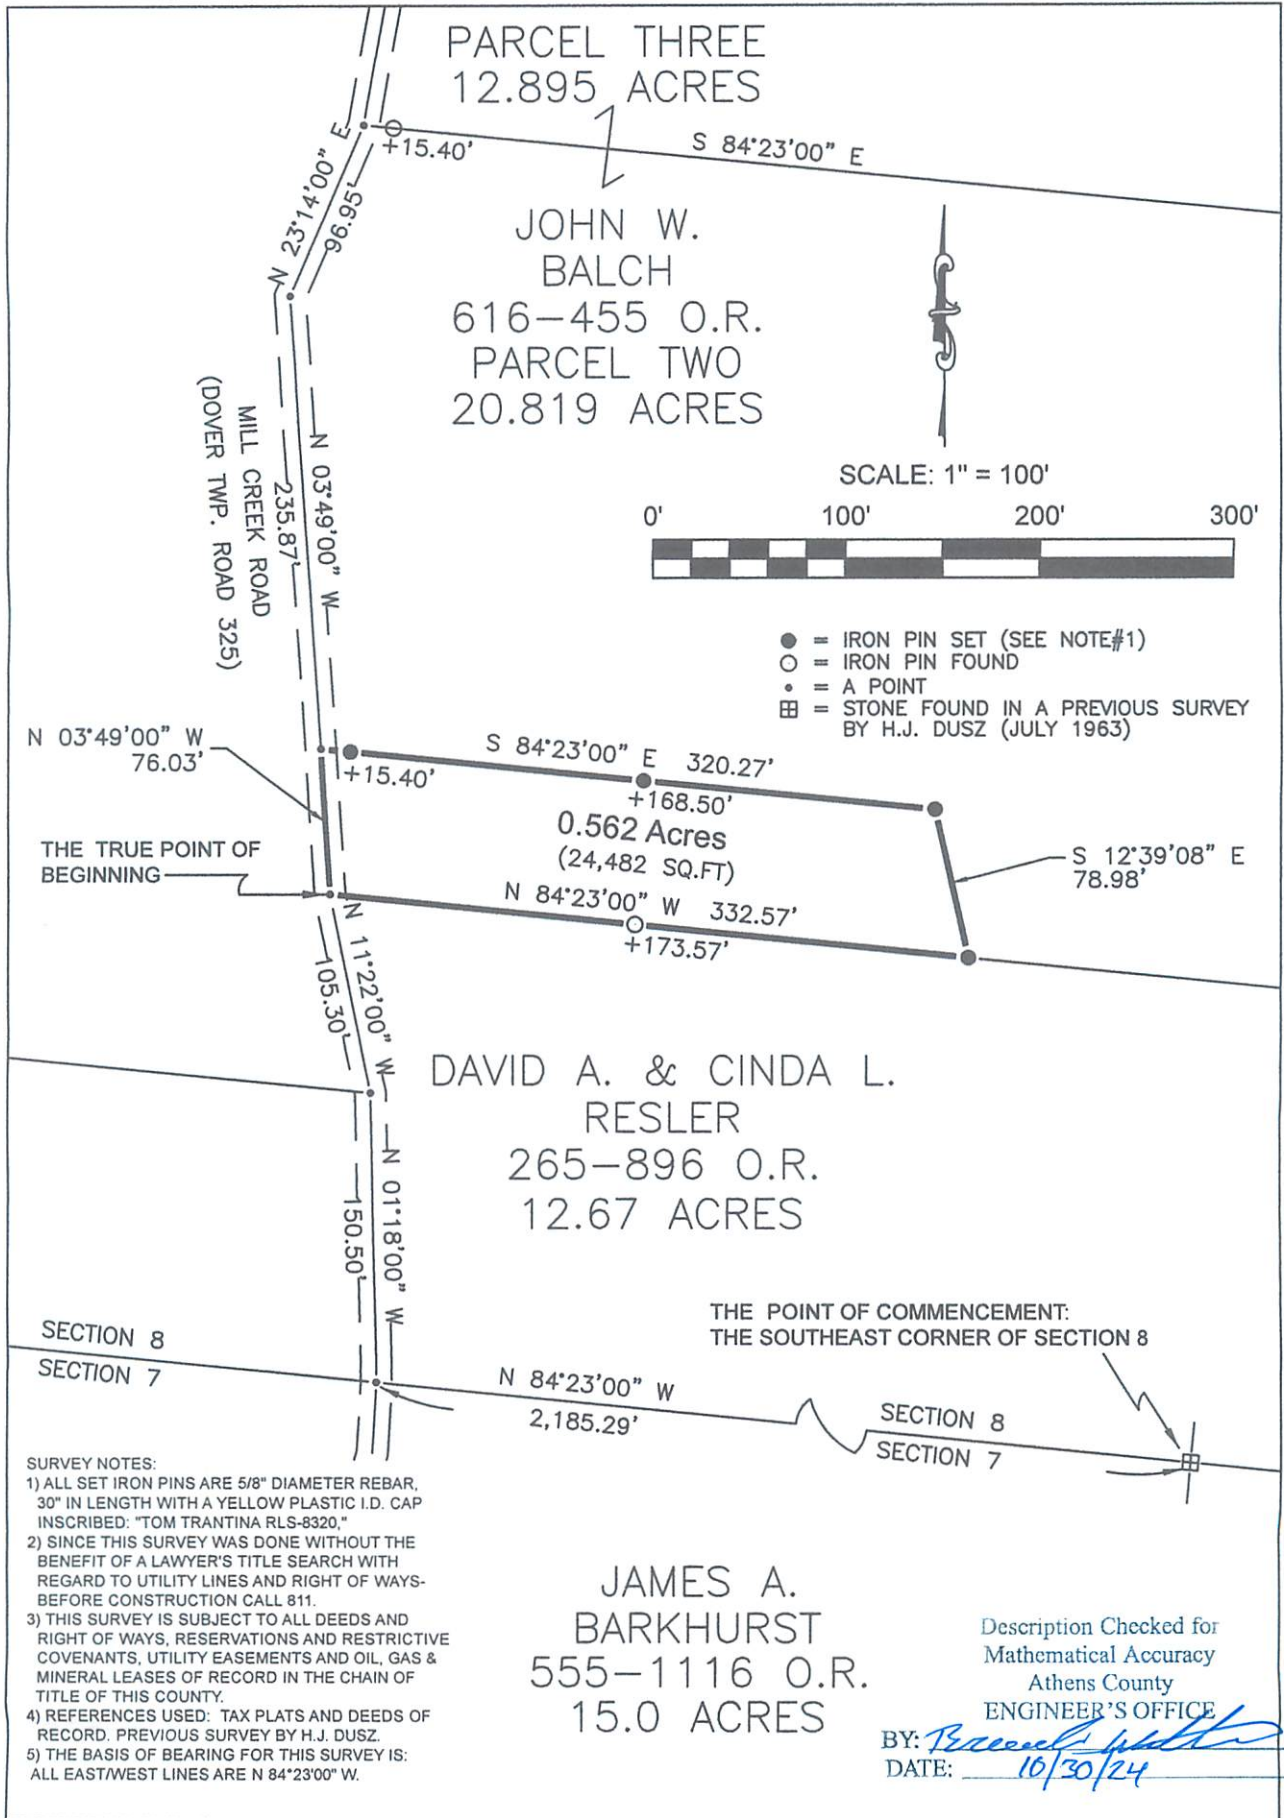 PARCEL THREE
12.895 ACRES
+15.40'
S 84°23'00" E
N 23°14'00" E
96.95'
JOHN W.
BALCH
616-455 O.R.
PARCEL TWO
20.819 ACRES
SCALE: 1" = 100'
0' 100' 200' 300'
MILL CREEK ROAD
(DOVER TWP. ROAD 325)
235.87'
N 03°49'00" W
= IRON PIN SET (SEE NOTE#1)
= IRON PIN FOUND
= A POINT
= STONE FOUND IN A PREVIOUS SURVEY
BY H.J. DUSZ (JULY 1963)
N 03°49'00" W
76.03'
S 84°23'00" E 320.27'
+15.40'
+168.50'
0.562 Acres
(24,482 SQ.FT)
THE TRUE POINT OF
BEGINNING
S 12°39'08" E
78.98'
N 84°23'00" W 332.57'
+173.57'
N 11°22'00" W
105.30'
DAVID A. & CINDA L.
RESLER
265-896 O.R.
12.67 ACRES
N 01°18'00" W
150.50'
THE POINT OF COMMENCEMENT:
THE SOUTHEAST CORNER OF SECTION 8
SECTION 8
SECTION 7
N 84°23'00" W
2,185.29'
SECTION 8
SECTION 7
SURVEY NOTES:
1) ALL SET IRON PINS ARE 5/8" DIAMETER REBAR,
30" IN LENGTH WITH A YELLOW PLASTIC I.D. CAP
INSCRIBED: "TOM TRANTINA RLS-8320,"
2) SINCE THIS SURVEY WAS DONE WITHOUT THE
BENEFIT OF A LAWYER'S TITLE SEARCH WITH
REGARD TO UTILITY LINES AND RIGHT OF WAYS-
BEFORE CONSTRUCTION CALL 811.
3) THIS SURVEY IS SUBJECT TO ALL DEEDS AND
RIGHT OF WAYS, RESERVATIONS AND RESTRICTIVE
COVENANTS, UTILITY EASEMENTS AND OIL, GAS &
MINERAL LEASES OF RECORD IN THE CHAIN OF
TITLE OF THIS COUNTY.
4) REFERENCES USED: TAX PLATS AND DEEDS OF
RECORD. PREVIOUS SURVEY BY H.J. DUSZ.
5) THE BASIS OF BEARING FOR THIS SURVEY IS:
ALL EAST/WEST LINES ARE N 84°23'00" W.
JAMES A.
BARKHURST
555-1116 O.R.
15.0 ACRES
Description Checked for
Mathematical Accuracy
Athens County
ENGINEER'S OFFICE
BY:
DATE: 10/30/24